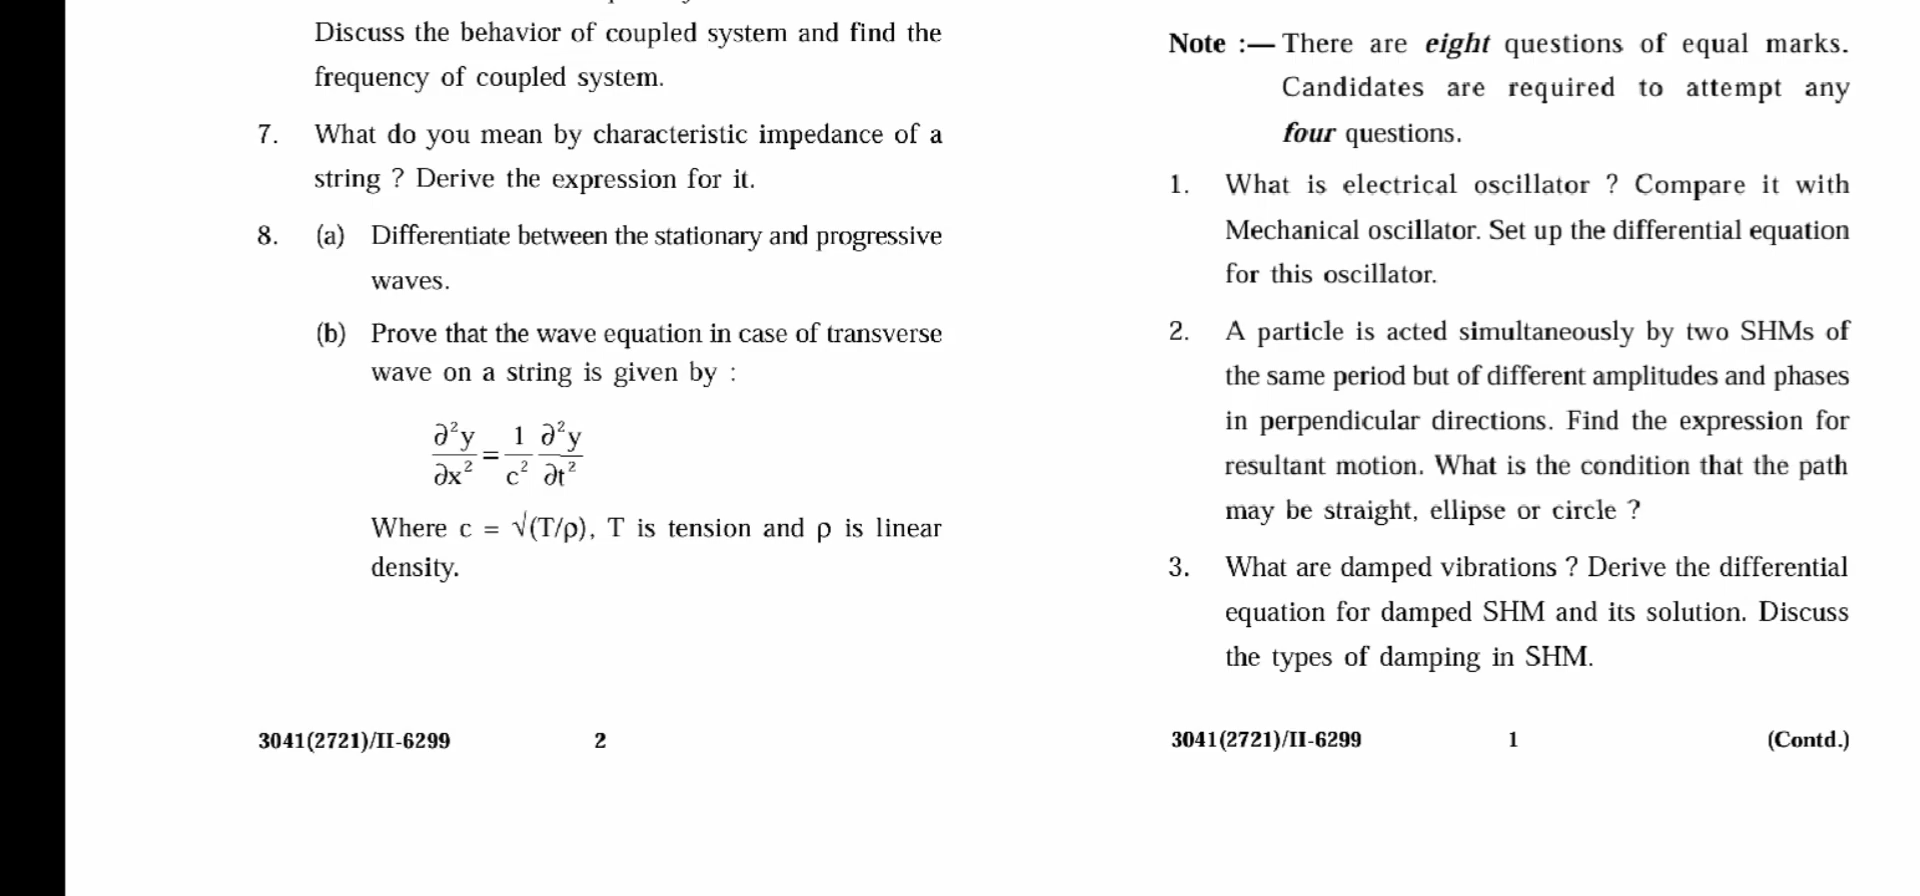 Discuss the behavior of coupled system and find the
frequency of coupled system.
7. What do you mean by characteristic impedance of a
string ? Derive the expression for it.
8. (a) Differentiate between the stationary and progressive
waves.
(b) Prove that the wave equation in case of transverse
wave on a string is given by :
∂²y/∂x² = 1/c² ∂²y/∂t²
Where c = √(T/ρ), T is tension and ρ is linear
density.
3041(2721)/II-6299 2
Note :— There are eight questions of equal marks.
Candidates are required to attempt any
four questions.
1. What is electrical oscillator ? Compare it with
Mechanical oscillator. Set up the differential equation
for this oscillator.
2. A particle is acted simultaneously by two SHMs of
the same period but of different amplitudes and phases
in perpendicular directions. Find the expression for
resultant motion. What is the condition that the path
may be straight, ellipse or circle ?
3. What are damped vibrations ? Derive the differential
equation for damped SHM and its solution. Discuss
the types of damping in SHM.
3041(2721)/II-6299 1 (Contd.)